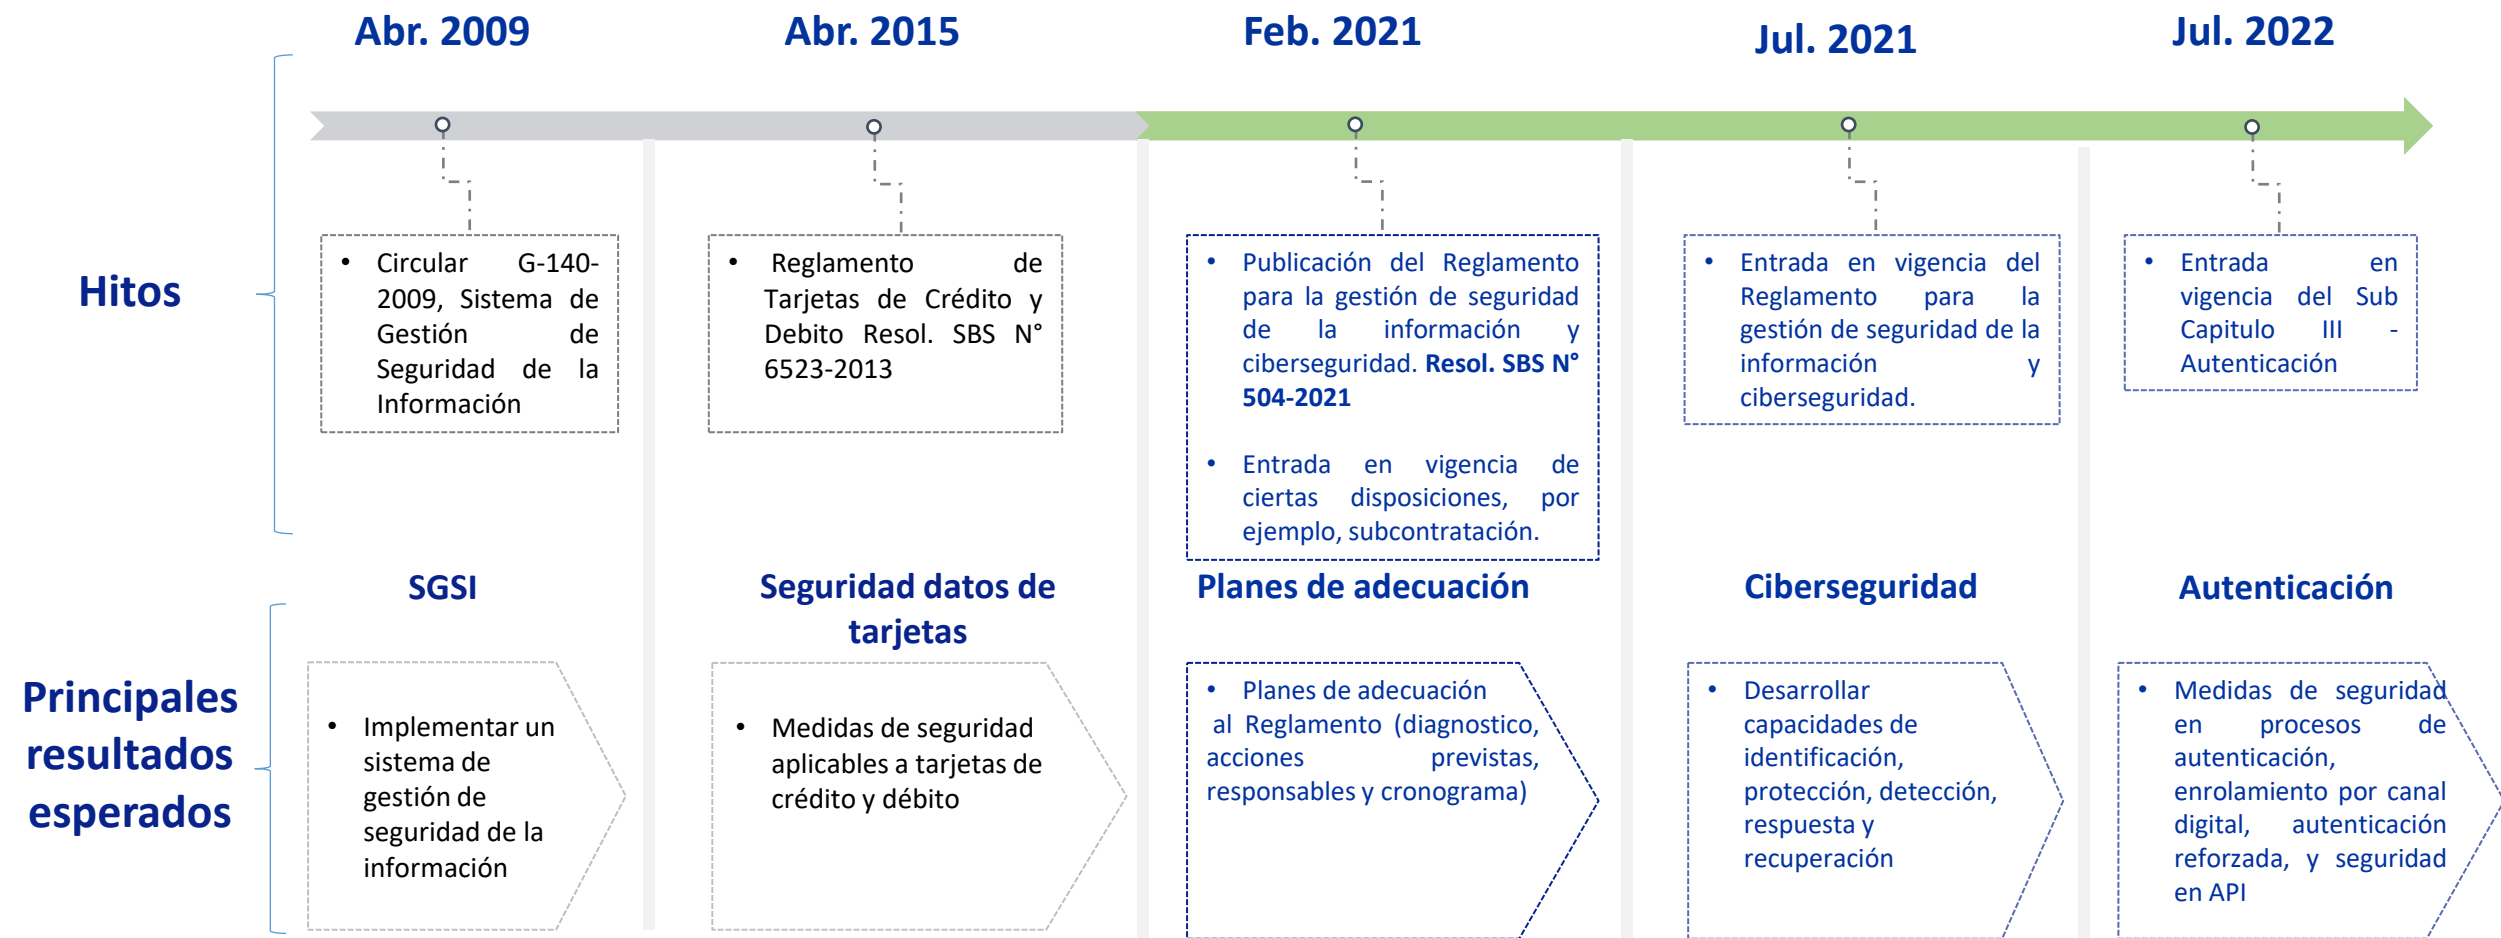 Abr. 2009
Abr. 2015
Feb. 2021
Jul. 2021
Jul. 2022
Hitos
• Circular G-140-
2009, Sistema de
Gestión de
Seguridad de la
Información
• Reglamento de
Tarjetas de Crédito y
Debito Resol. SBS N°
6523-2013
• Publicación del Reglamento
para la gestión de seguridad
de la información y
ciberseguridad. Resol. SBS N°
504-2021
• Entrada en vigencia de
ciertas disposiciones, por
ejemplo, subcontratación.
• Entrada en vigencia del
Reglamento para la
gestión de seguridad de la
información y
ciberseguridad.
• Entrada en
vigencia del Sub
Capitulo III -
Autenticación
Principales
resultados
esperados
SGSI
• Implementar un
sistema de
gestión de
seguridad de la
información
Seguridad datos de
tarjetas
• Medidas de seguridad
aplicables a tarjetas de
crédito y débito
Planes de adecuación
• Planes de adecuación
al Reglamento (diagnostico,
acciones previstas,
responsables y cronograma)
Ciberseguridad
• Desarrollar
capacidades de
identificación,
protección, detección,
respuesta y
recuperación
Autenticación
• Medidas de seguridad
en procesos de
autenticación,
enrolamiento por canal
digital, autenticación
reforzada, y seguridad
en API